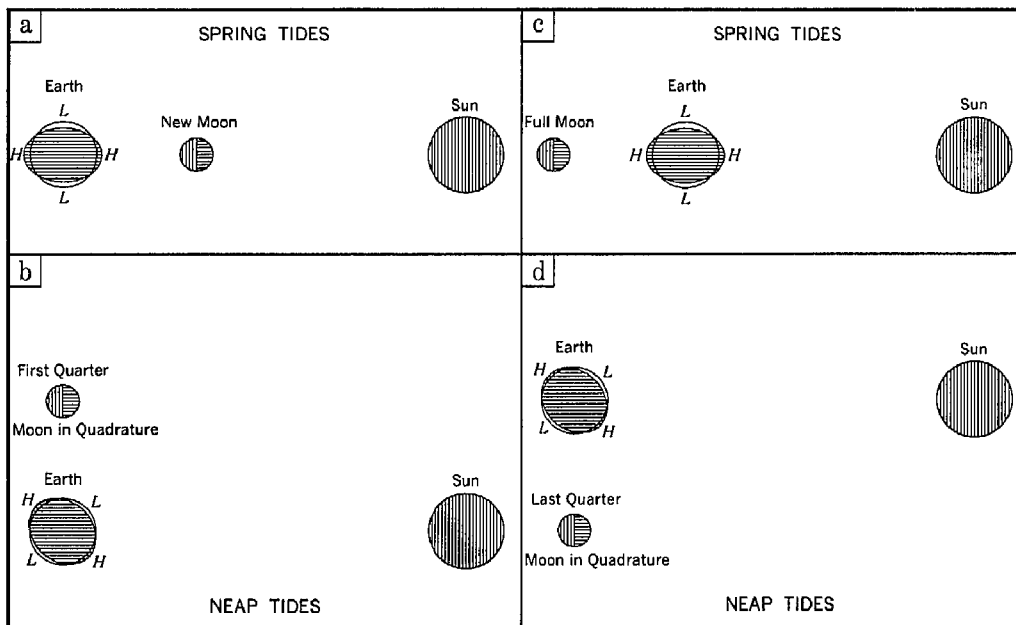 a
SPRING TIDES
Earth
L
H
H
L
New Moon
Sun
c
SPRING TIDES
Full Moon
Earth
L
H
H
L
Sun
b
First Quarter
Moon in Quadrature
Earth
H
L
L
H
Sun
NEAP TIDES
d
Earth
H
L
L
H
Sun
Last Quarter
Moon in Quadrature
NEAP TIDES